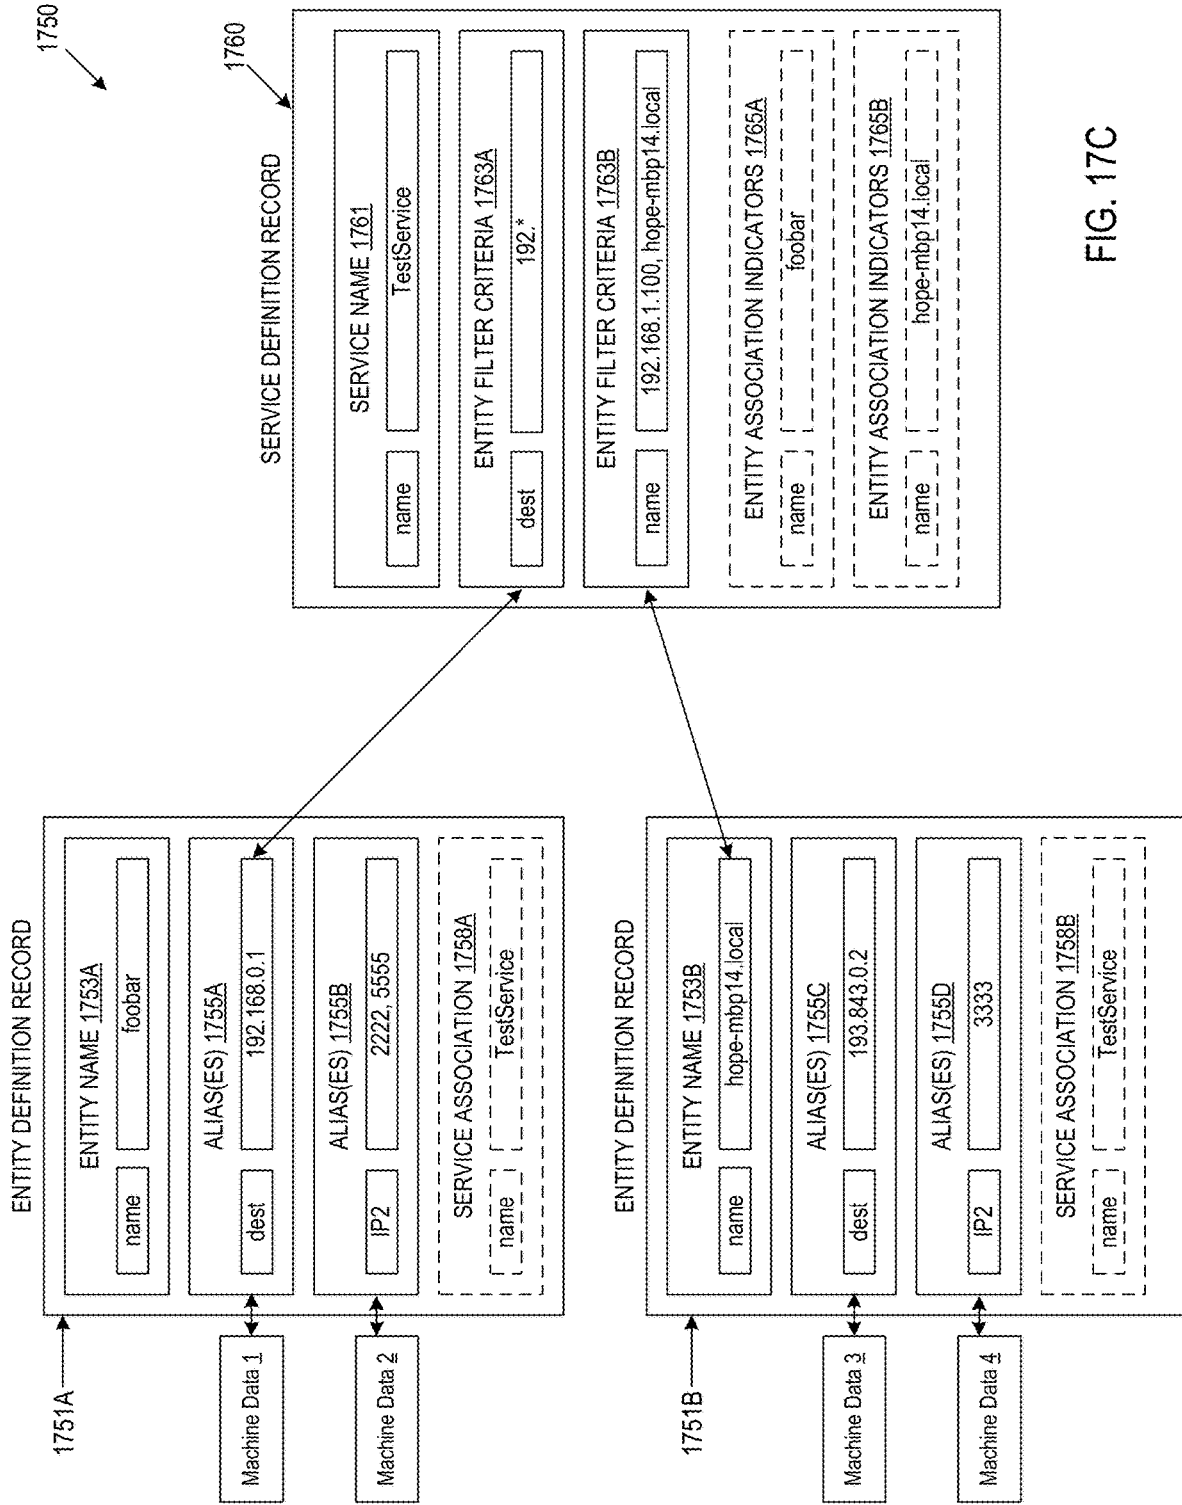 1750
ENTITY DEFINITION RECORD
1751A
ENTITY NAME 1753A
name
foobar
ALIAS(ES) 1755A
dest
192.168.0.1
ALIAS(ES) 1755B
IP2
2222, 5555
SERVICE ASSOCIATION 1758A
name
TestService
Machine Data 1
Machine Data 2
ENTITY DEFINITION RECORD
1751B
ENTITY NAME 1753B
name
hope-mbp14.local
ALIAS(ES) 1755C
dest
193.843.0.2
ALIAS(ES) 1755D
IP2
3333
SERVICE ASSOCIATION 1758B
name
TestService
Machine Data 3
Machine Data 4
SERVICE DEFINITION RECORD
1760
SERVICE NAME 1761
name
TestService
ENTITY FILTER CRITERIA 1763A
dest
192.*
ENTITY FILTER CRITERIA 1763B
name
192.168.1.100, hope-mbp14.local
ENTITY ASSOCIATION INDICATORS 1765A
name
foobar
ENTITY ASSOCIATION INDICATORS 1765B
name
hope-mbp14.local
FIG. 17C